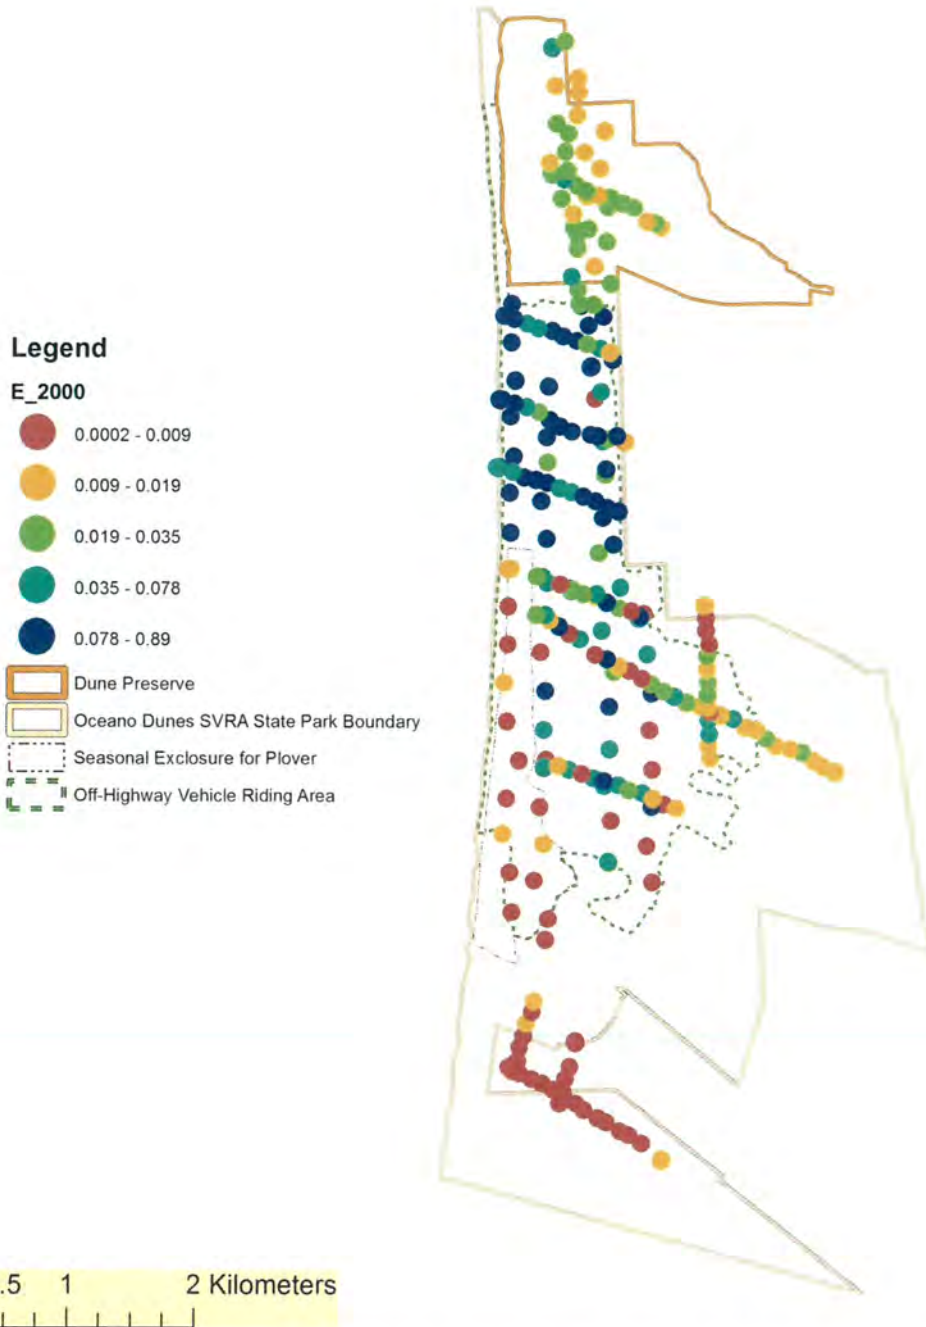 Legend
E_2000
0.0002 - 0.009
0.009 - 0.019
0.019 - 0.035
0.035 - 0.078
0.078 - 0.89
Dune Preserve
Oceano Dunes SVRA State Park Boundary
Seasonal Exclosure for Plover
Off-Highway Vehicle Riding Area
.5 1 2 Kilometers